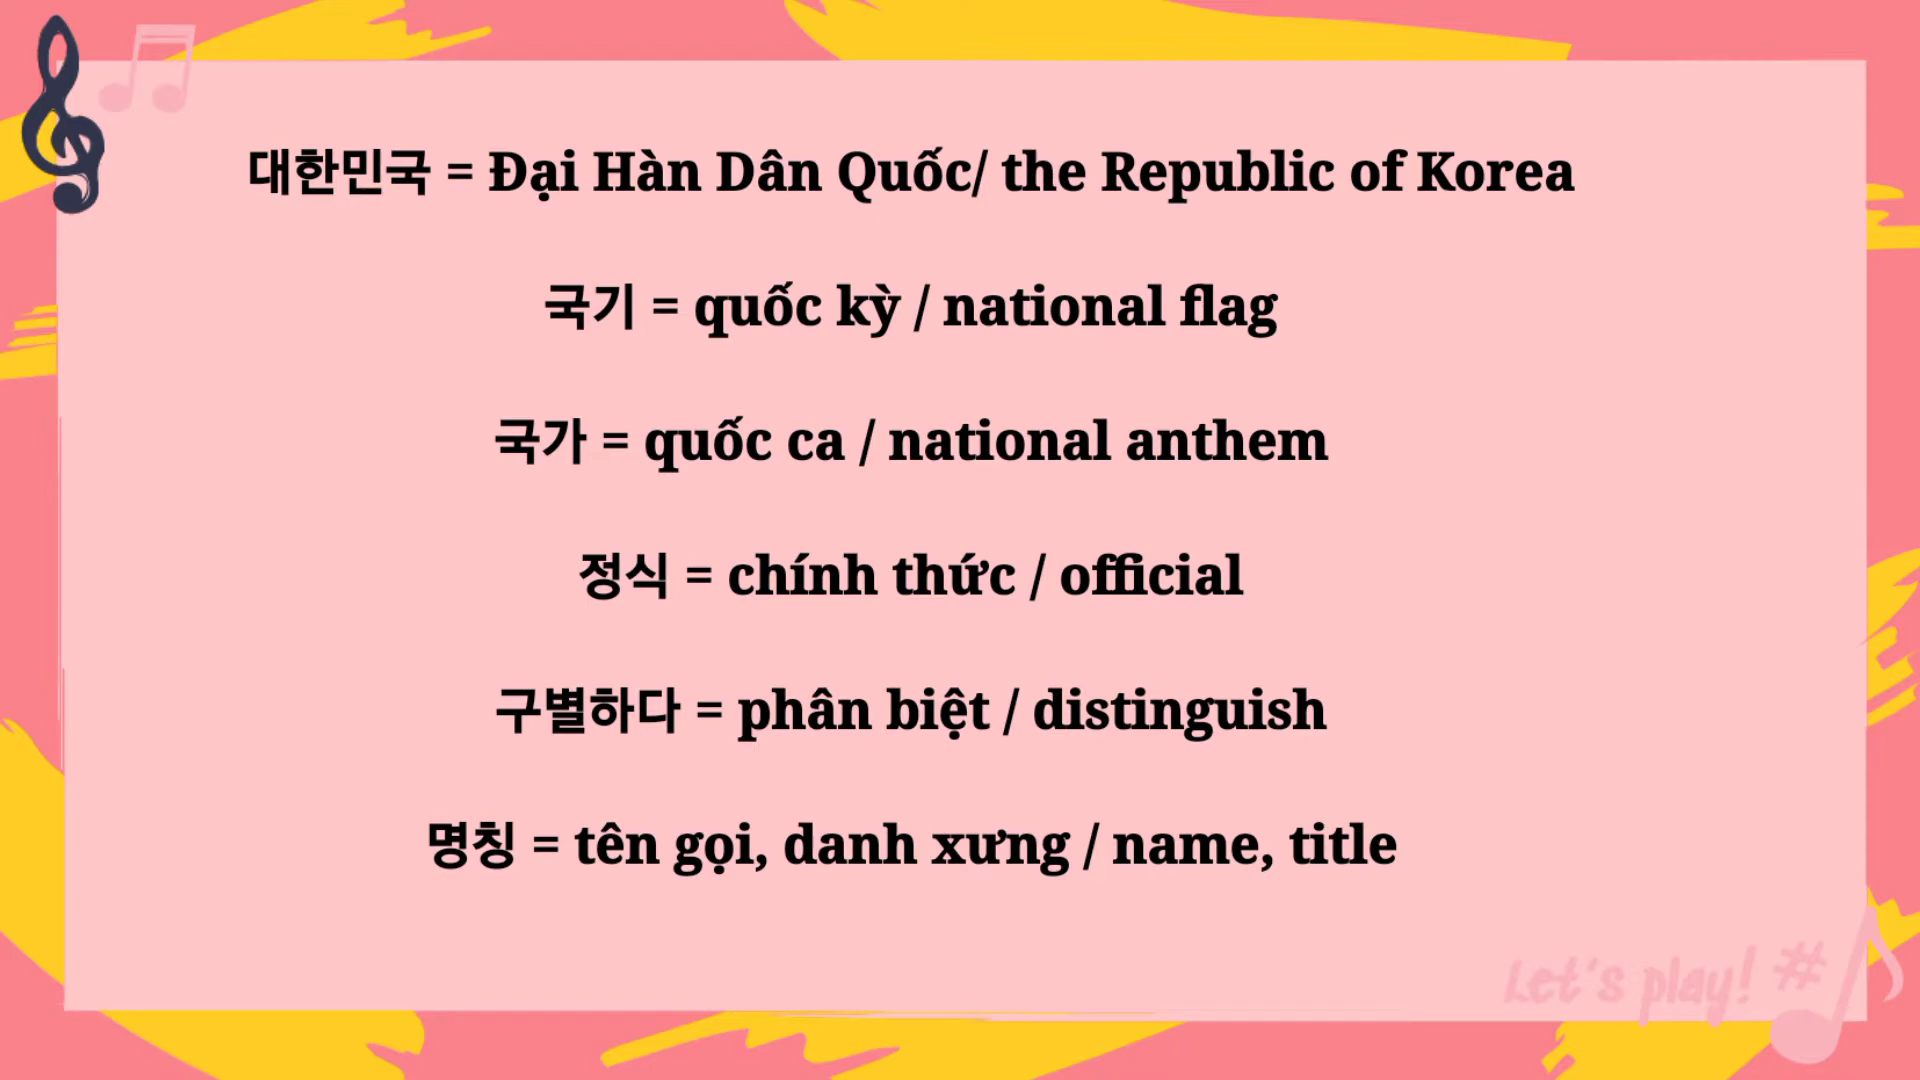 대한민국 = Đại Hàn Dân Quốc/ the Republic of Korea
국기 = quốc kỳ / national flag
국가 = quốc ca / national anthem
정식 = chính thức / official
구별하다 = phân biệt / distinguish
명칭 = tên gọi, danh xưng / name, title
Let's play! #